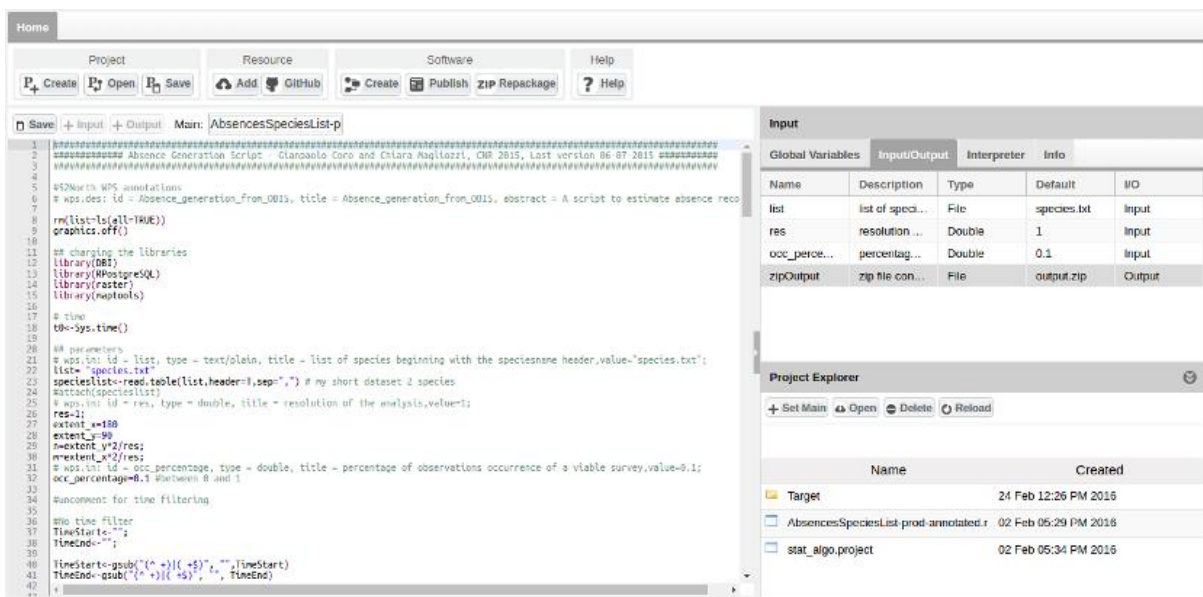 Home
Project
Resource
Software
Help
Create Open Save
Add GitHub
Create Publish ZIP Repackage
? Help
Save + Input + Output Main: AbsencesSpeciesList-p
1 ####
2 ############ Absence Generation Script - Gianpaolo Coro and Chiara Magliozzi, CNR 2015, Last version 06-07-2015 ###########
3 ####
4
5 #52North WPS annotations
6 # wps.des: id = Absence_generation_from_OBIS, title = Absence_generation_from_OBIS, abstract = A script to estimate absence reco
7
8 rm(list=ls(all=TRUE))
9 graphics.off()
10
11 ## charging the libraries
12 library(DBI)
13 library(RPostgreSQL)
14 library(raster)
15 library(maptools)
16
17 # time
18 t0<-Sys.time()
19
20 ## parameters
21 # wps.in: id = list, type = text/plain, title = list of species beginning with the speciesname header,value="species.txt";
22 list= "species.txt"
23 specieslist<-read.table(list,header=T,sep=",") # my short dataset 2 species
24 #attach(specieslist)
25 # wps.in: id = res, type = double, title = resolution of the analysis,value=1;
26 res=1;
27 extent_x=180
28 extent_y=90
29 n=extent_y*2/res;
30 m=extent_x*2/res;
31 # wps.in: id = occ_percentage, type = double, title = percentage of observations occurrence of a viable survey,value=0.1;
32 occ_percentage=0.1 #between 0 and 1
33
34 #uncomment for time filtering
35
36 #No time filter
37 TimeStart<-"";
38 TimeEnd<-"";
39
40 TimeStart<-gsub("(^ +)|( +$)", "",TimeStart)
41 TimeEnd<-gsub("(^ +)|( +$)", "", TimeEnd)
42
Input
Global Variables Input/Output Interpreter Info
Name Description Type Default I/O
list list of speci... File species.txt Input
res resolution ... Double 1 Input
occ_perce... percentag... Double 0.1 Input
zipOutput zip file con... File output.zip Output
Project Explorer
+ Set Main Open Delete Reload
Name Created
Target 24 Feb 12:26 PM 2016
AbsencesSpeciesList-prod-annotated.r 02 Feb 05:29 PM 2016
stat_algo.project 02 Feb 05:34 PM 2016